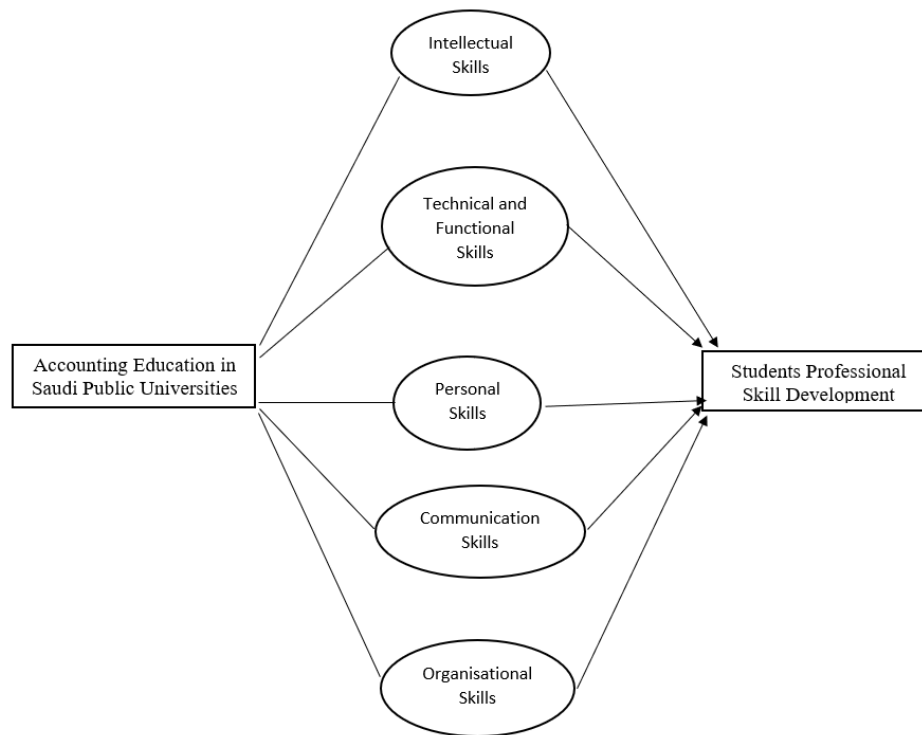 Intellectual
Skills
Technical and
Functional
Skills
Accounting Education in
Saudi Public Universities
Personal
Skills
Students Professional
Skill Development
Communication
Skills
Organisational
Skills